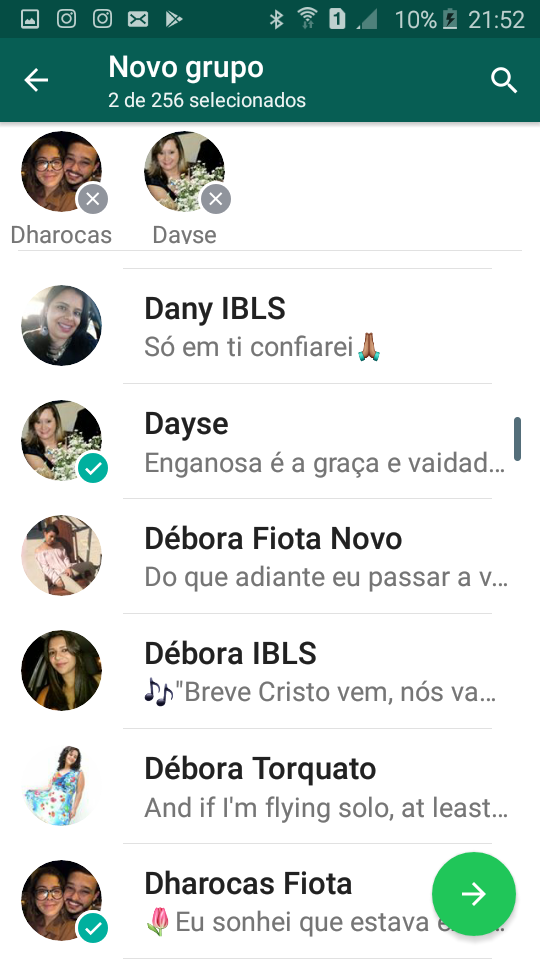 10% 21:52
Novo grupo
2 de 256 selecionados
Dharocas Dayse
Dany IBLS
Só em ti confiarei🙏🏾
Dayse
Enganosa é a graça e vaidad...
Débora Fiota Novo
Do que adiante eu passar a v...
Débora IBLS
🎶"Breve Cristo vem, nós va...
Débora Torquato
And if I'm flying solo, at least...
Dharocas Fiota
🌷Eu sonhei que estava